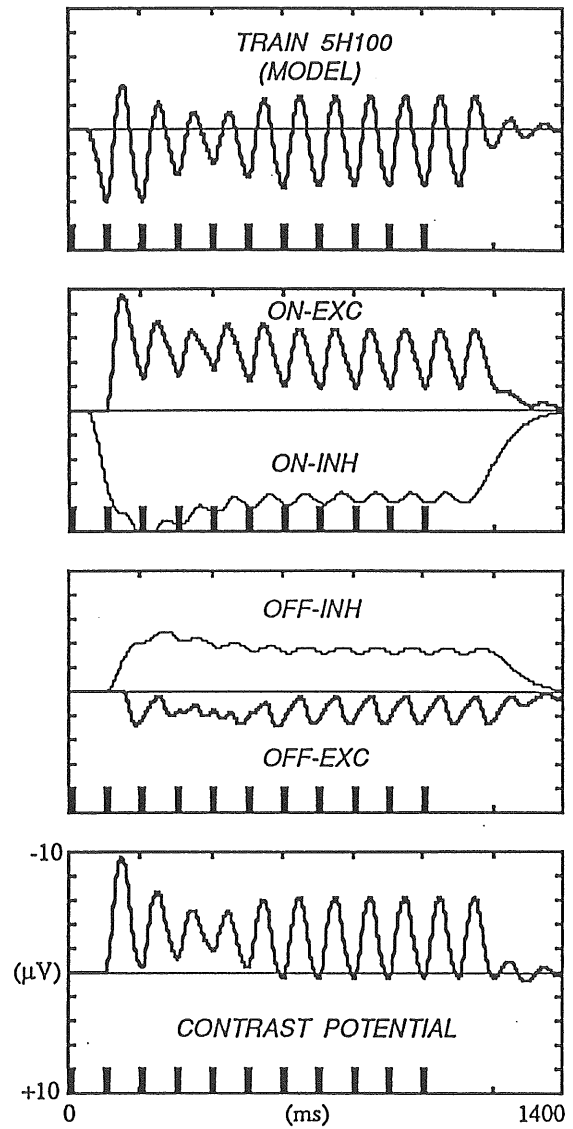 TRAIN 5H100
(MODEL)
ON-EXC
ON-INH
OFF-INH
OFF-EXC
-10
(μV)
CONTRAST POTENTIAL
+10
0 (ms) 1400